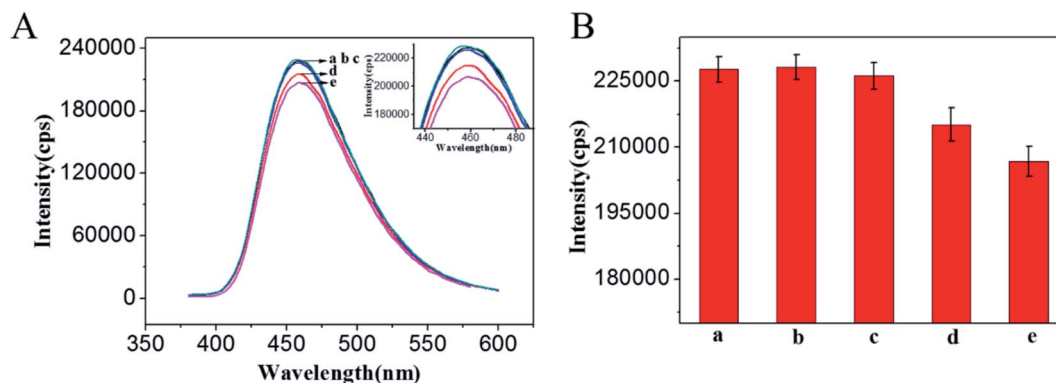 A
240000
180000
120000
60000
0
Intensity(cps)
350 400 450 500 550 600
Wavelength(nm)
a b c
d
e
220000
200000
180000
Intensity(cps)
440 460 480
Wavelength(nm)
B
225000
210000
195000
180000
Intensity(cps)
a b c d e